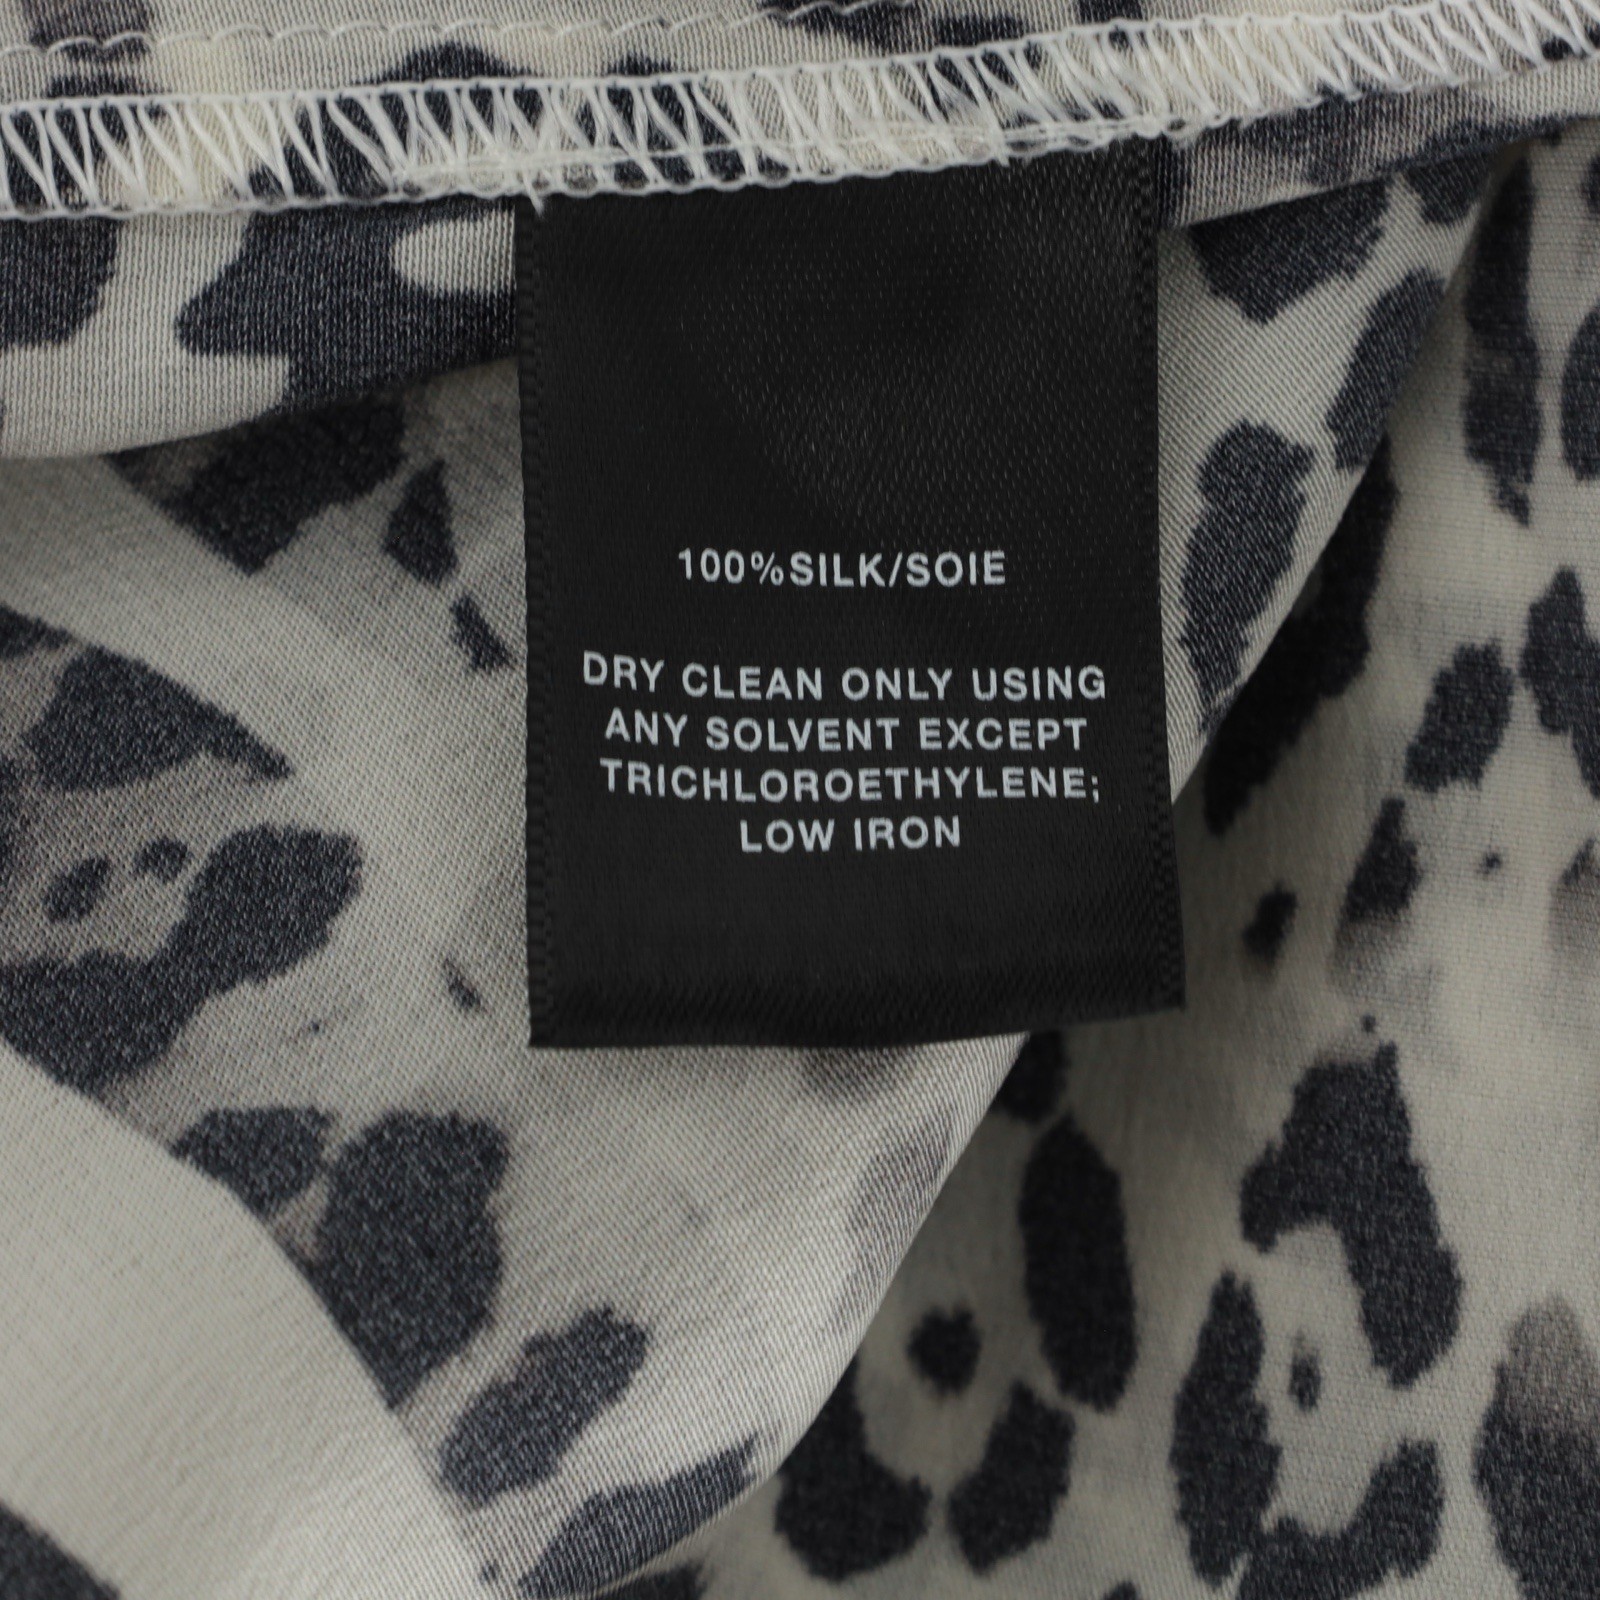 100%SILK/SOIE
DRY CLEAN ONLY USING
ANY SOLVENT EXCEPT
TRICHLOROETHYLENE;
LOW IRON